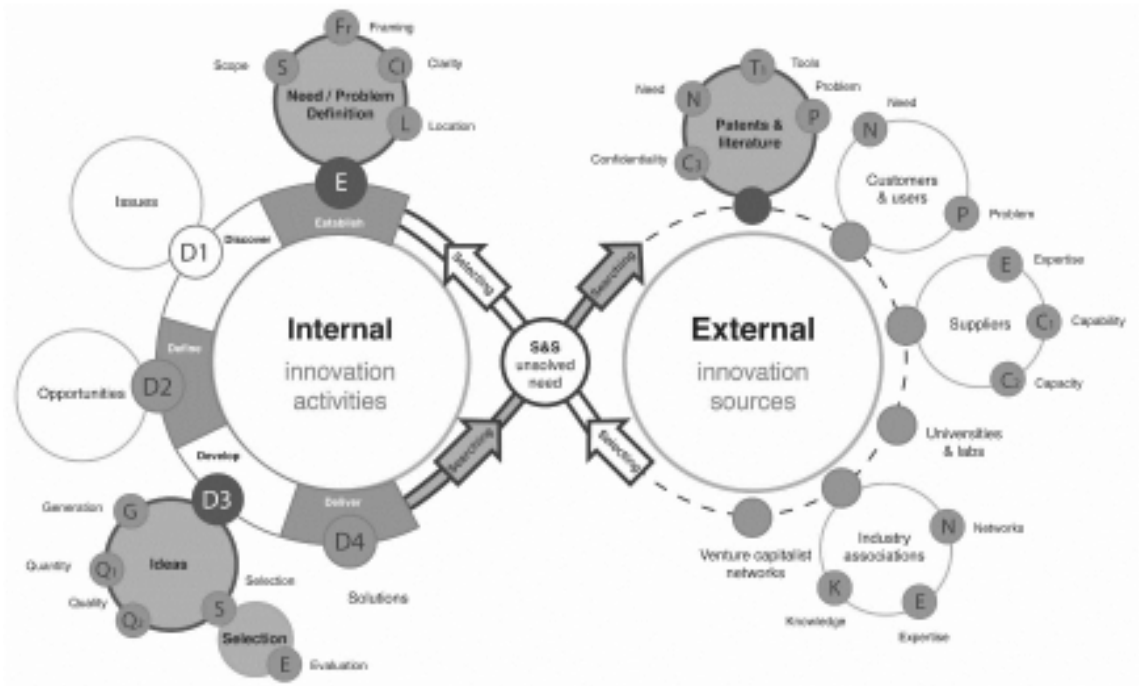 Fr
Framing
Scope
S
Cl
Clarity
Need / Problem
Definition
L
Location
E
Establish
Issues
D1
Discover
Define
Opportunities
D2
Develop
D3
Generation
G
Quantity
Q1
Ideas
Quality
Q2
Selection
S
Selection
E
Evaluation
Deliver
D4
Solutions
Internal
innovation
activities
Selecting
Searching
S&S
unsolved
need
Searching
Selecting
External
innovation
sources
T1
Tools
Need
N
Problem
P
Patents &
literature
Confidentiality
C3
Need
N
Customers
& users
P
Problem
E
Expertise
Suppliers
C1
Capability
C2
Capacity
Universities
& labs
Industry
associations
N
Networks
K
Knowledge
E
Expertise
Venture capitalist
networks